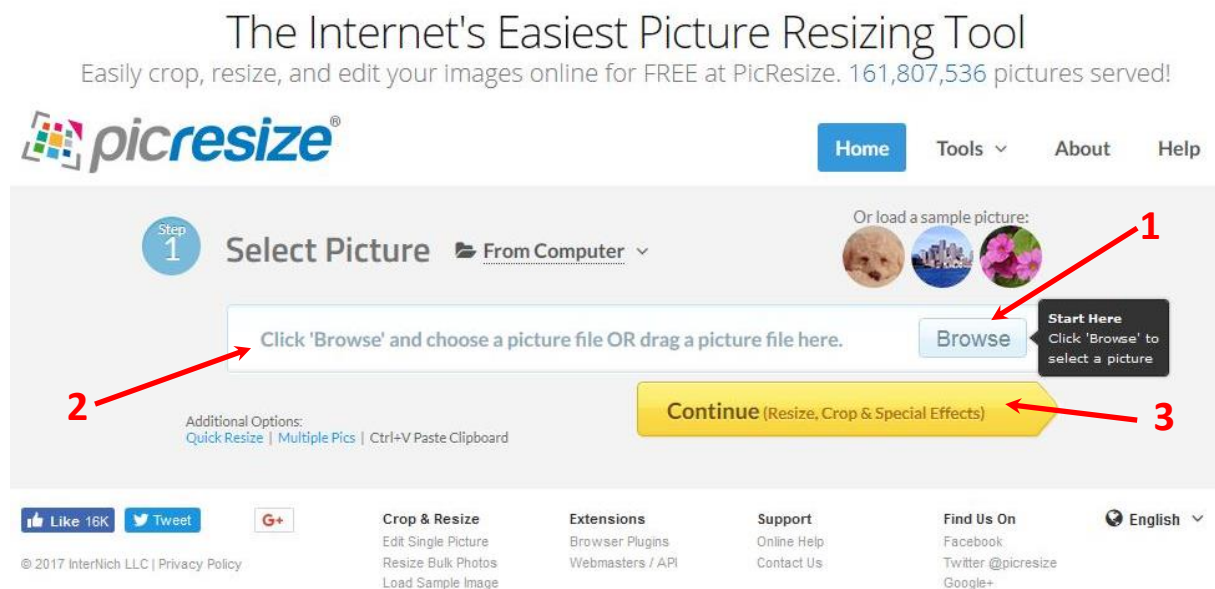 The Internet's Easiest Picture Resizing Tool
Easily crop, resize, and edit your images online for FREE at PicResize. 161,807,536 pictures served!
picresize®
Home Tools About Help
Step
1
Select Picture From Computer
Or load a sample picture:
1
Click 'Browse' and choose a picture file OR drag a picture file here.
Browse
Start Here
Click 'Browse' to
select a picture
2
Continue (Resize, Crop & Special Effects)
3
Additional Options:
Quick Resize | Multiple Pics | Ctrl+V Paste Clipboard
Like 16K Tweet G+
© 2017 InterNich LLC | Privacy Policy
Crop & Resize
Edit Single Picture
Resize Bulk Photos
Load Sample Image
Extensions
Browser Plugins
Webmasters / API
Support
Online Help
Contact Us
Find Us On
Facebook
Twitter @picresize
Google+
English